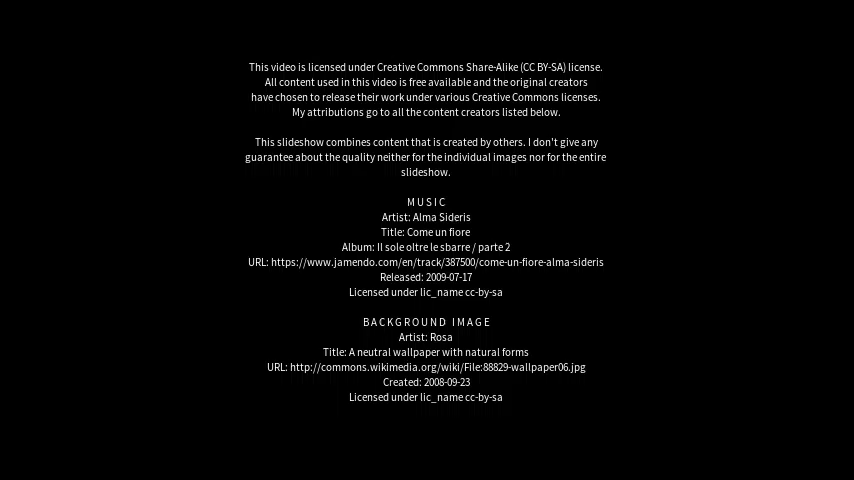 This video is licensed under Creative Commons Share-Alike (CC BY-SA) license.
All content used in this video is free available and the original creators
have chosen to release their work under various Creative Commons licenses.
My attributions go to all the content creators listed below.
This slideshow combines content that is created by others. I don't give any
guarantee about the quality neither for the individual images nor for the entire
slideshow.
MUSIC
Artist: Alma Sideris
Title: Come un fiore
Album: Il sole oltre le sbarre / parte 2
URL: https://www.jamendo.com/en/track/387500/come-un-fiore-alma-sideris
Released: 2009-07-17
Licensed under lic_name cc-by-sa
BACKGROUND IMAGE
Artist: Rosa
Title: A neutral wallpaper with natural forms
URL: http://commons.wikimedia.org/wiki/File:88829-wallpaper06.jpg
Created: 2008-09-23
Licensed under lic_name cc-by-sa